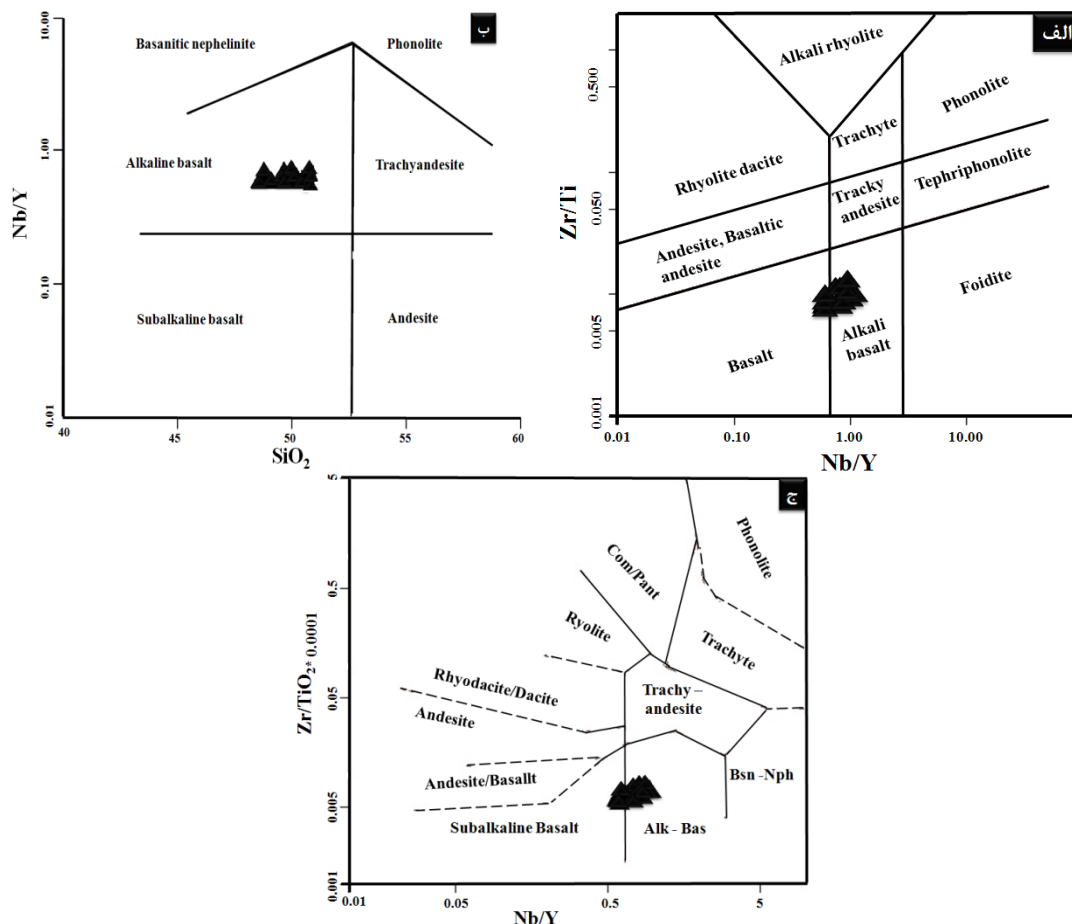 ب
10.00
1.00
0.10
0.01
Nb/Y
Basanitic nephelinite
Phonolite
Alkaline basalt
Trachyandesite
Subalkaline basalt
Andesite
40
45
50
55
60
SiO2
الف
0.500
0.050
0.005
0.001
Zr/Ti
Alkali rhyolite
Phonolite
Trachyte
Rhyolite dacite
Tracky
andesite
Tephriphonolite
Andesite, Basaltic
andesite
Foidite
Alkali
basalt
Basalt
0.01
0.10
1.00
10.00
Nb/Y
ج
5
0.5
0.05
0.005
0.001
Zr/TiO2* 0.0001
Phonolite
Com/Pant
Ryolite
Trachyte
Rhyodacite/Dacite
Trachy –
andesite
Andesite
Andesite/Basallt
Bsn -Nph
Subalkaline Basalt
Alk - Bas
0.01
0.05
0.5
5
Nb/Y